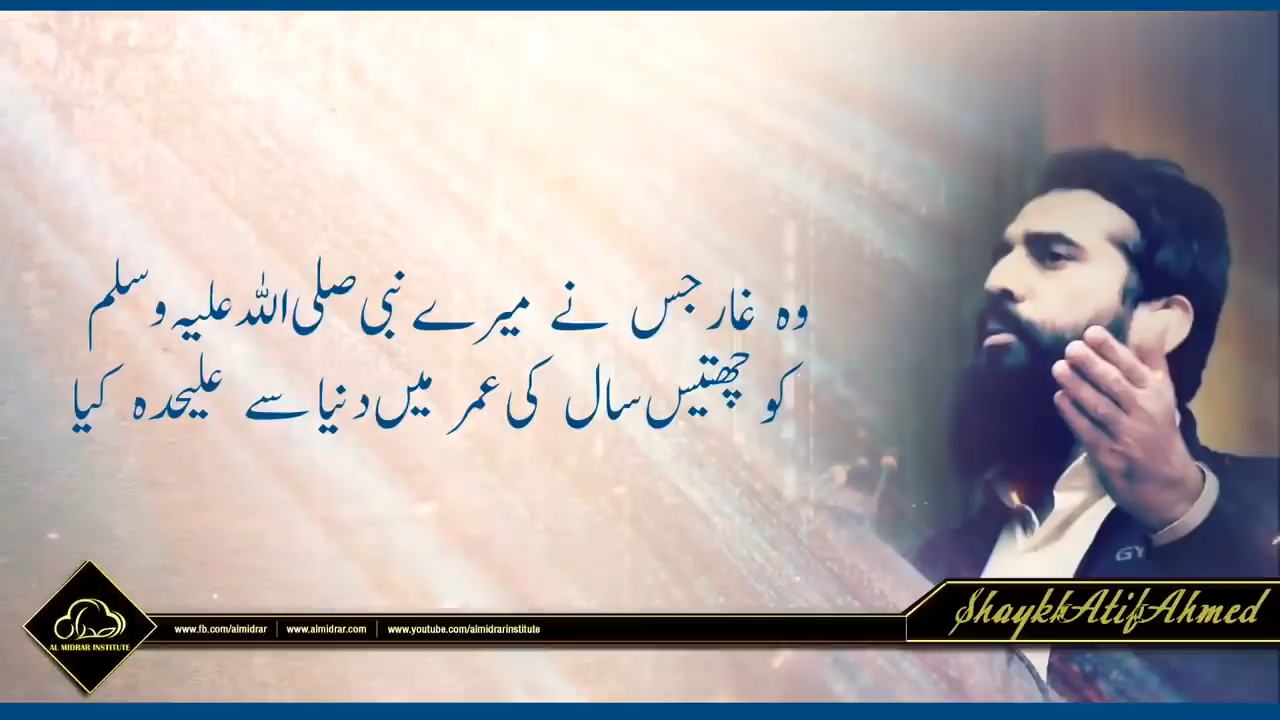 وہ غار جس نے میرے نبی صلی اللہ علیہ وسلم
کو چھتیس سال کی عمر میں دنیا سے علیحدہ کیا
AL MIDRAR INSTITUTE
www.fb.com/almidrar | www.almidrar.com | www.youtube.com/almidrarinstitute
ShaykhAtifAhmed
GY